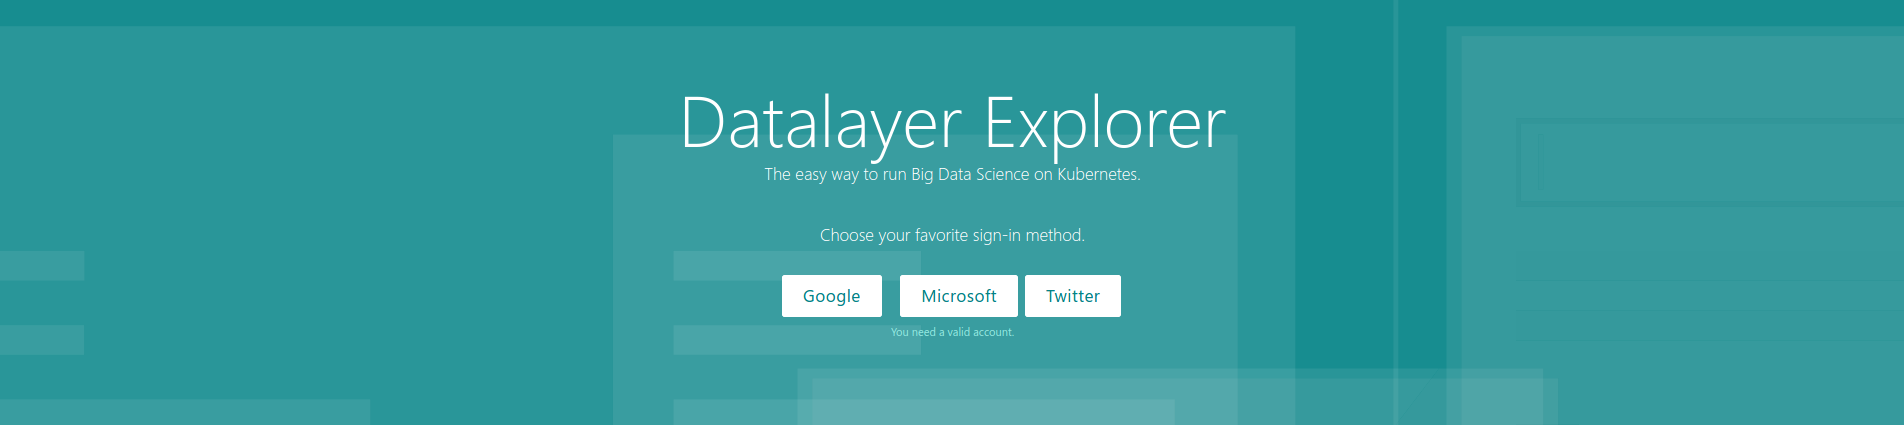 Datalayer Explorer
The easy way to run Big Data Science on Kubernetes.
Choose your favorite sign-in method.
Google Microsoft Twitter
You need a valid account.